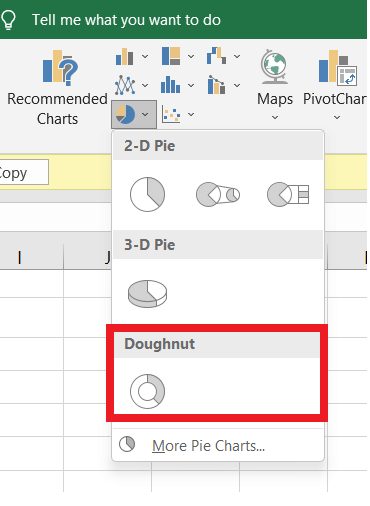 Tell me what you want to do
Recommended
Charts
Maps
PivotChar
opy
2-D Pie
3-D Pie
I
J
Doughnut
More Pie Charts...